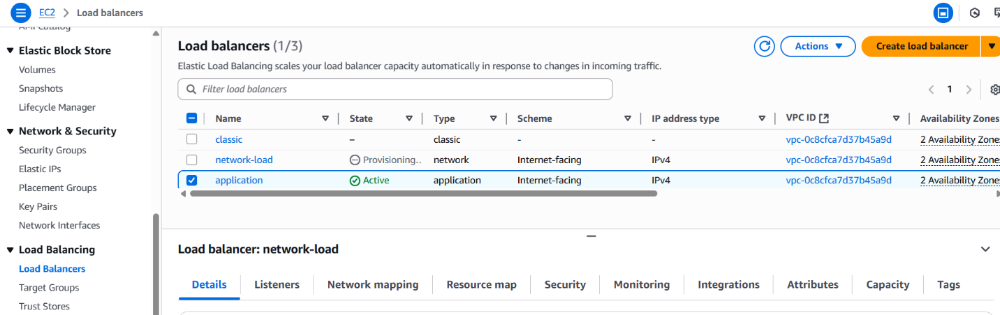 EC2 Load balancers
AMI Catalog
Elastic Block Store
Volumes
Snapshots
Lifecycle Manager
Network & Security
Security Groups
Elastic IPs
Placement Groups
Key Pairs
Network Interfaces
Load Balancing
Load Balancers
Target Groups
Trust Stores
Load balancers (1/3)
Actions
Create load balancer
Elastic Load Balancing scales your load balancer capacity automatically in response to changes in incoming traffic.
Filter load balancers
1
Name State Type Scheme IP address type VPC ID Availability Zones
classic – classic - - vpc-0c8cfca7d37b45a9d 2 Availability Zones
network-load Provisioning.. network Internet-facing IPv4 vpc-0c8cfca7d37b45a9d 2 Availability Zones
application Active application Internet-facing IPv4 vpc-0c8cfca7d37b45a9d 2 Availability Zones
Load balancer: network-load
Details Listeners Network mapping Resource map Security Monitoring Integrations Attributes Capacity Tags